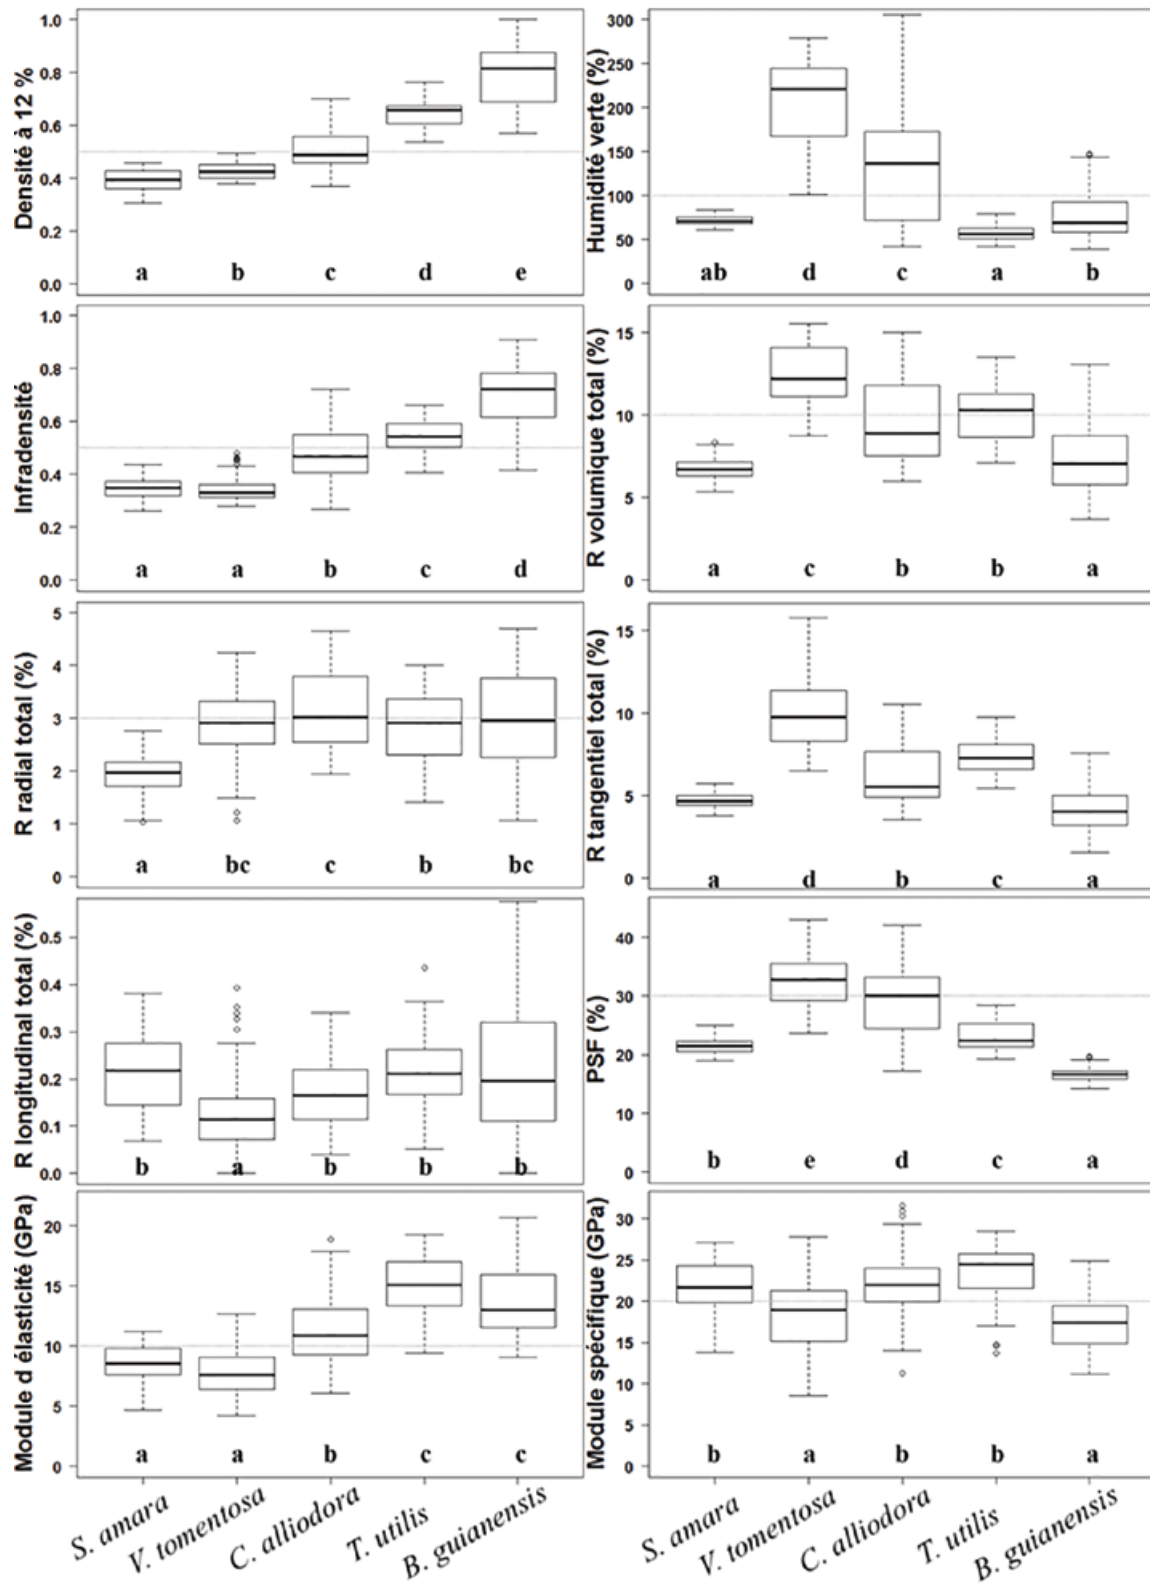 Densité à 12 %
1.0
0.8
0.6
0.4
0.2
0.0
a b c d e
Humidité verte (%)
300
250
200
150
100
50
0
ab d c a b
Infradensité
1.0
0.8
0.6
0.4
0.2
0.0
a a b c d
R volumique total (%)
15
10
5
0
a c b b a
R radial total (%)
5
4
3
2
1
0
a bc c b bc
R tangentiel total (%)
15
10
5
0
a d b c a
R longitudinal total (%)
0.5
0.4
0.3
0.2
0.1
0.0
b a b b b
PSF (%)
40
30
20
10
0
b e d c a
Module d élasticité (GPa)
20
15
10
5
0
a a b c c
Module spécifique (GPa)
30
25
20
15
10
5
0
b a b b a
S. amara V. tomentosa C. alliodora T. utilis B. guianensis
S. amara V. tomentosa C. alliodora T. utilis B. guianensis